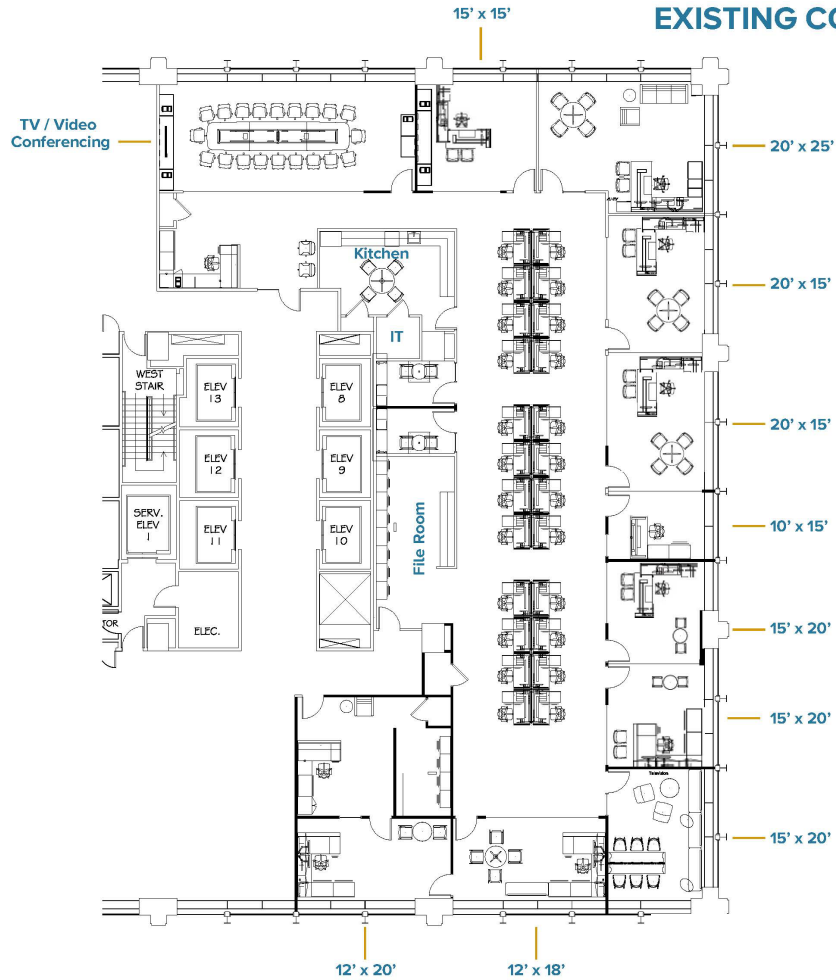 15’ x 15’
EXISTING CO
TV / Video
Conferencing
20’ x 25’
Kitchen
20’ x 15’
IT
WEST
STAIR
ELEV
13
ELEV
8
20’ x 15’
ELEV
12
ELEV
9
SERV.
ELEV
1
ELEV
11
ELEV
10
File Room
10’ x 15’
TOR
ELEC.
15’ x 20’
15’ x 20’
Television
15’ x 20’
12’ x 20’
12’ x 18’